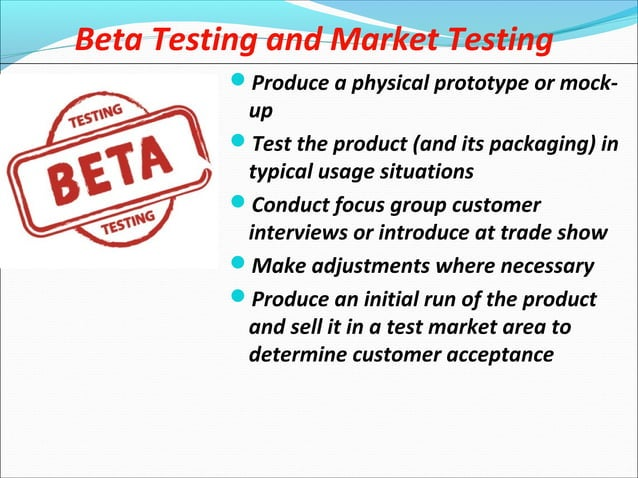 Beta Testing and Market Testing
TESTING
BETA
TESTING
Produce a physical prototype or mock-
up
Test the product (and its packaging) in
typical usage situations
Conduct focus group customer
interviews or introduce at trade show
Make adjustments where necessary
Produce an initial run of the product
and sell it in a test market area to
determine customer acceptance